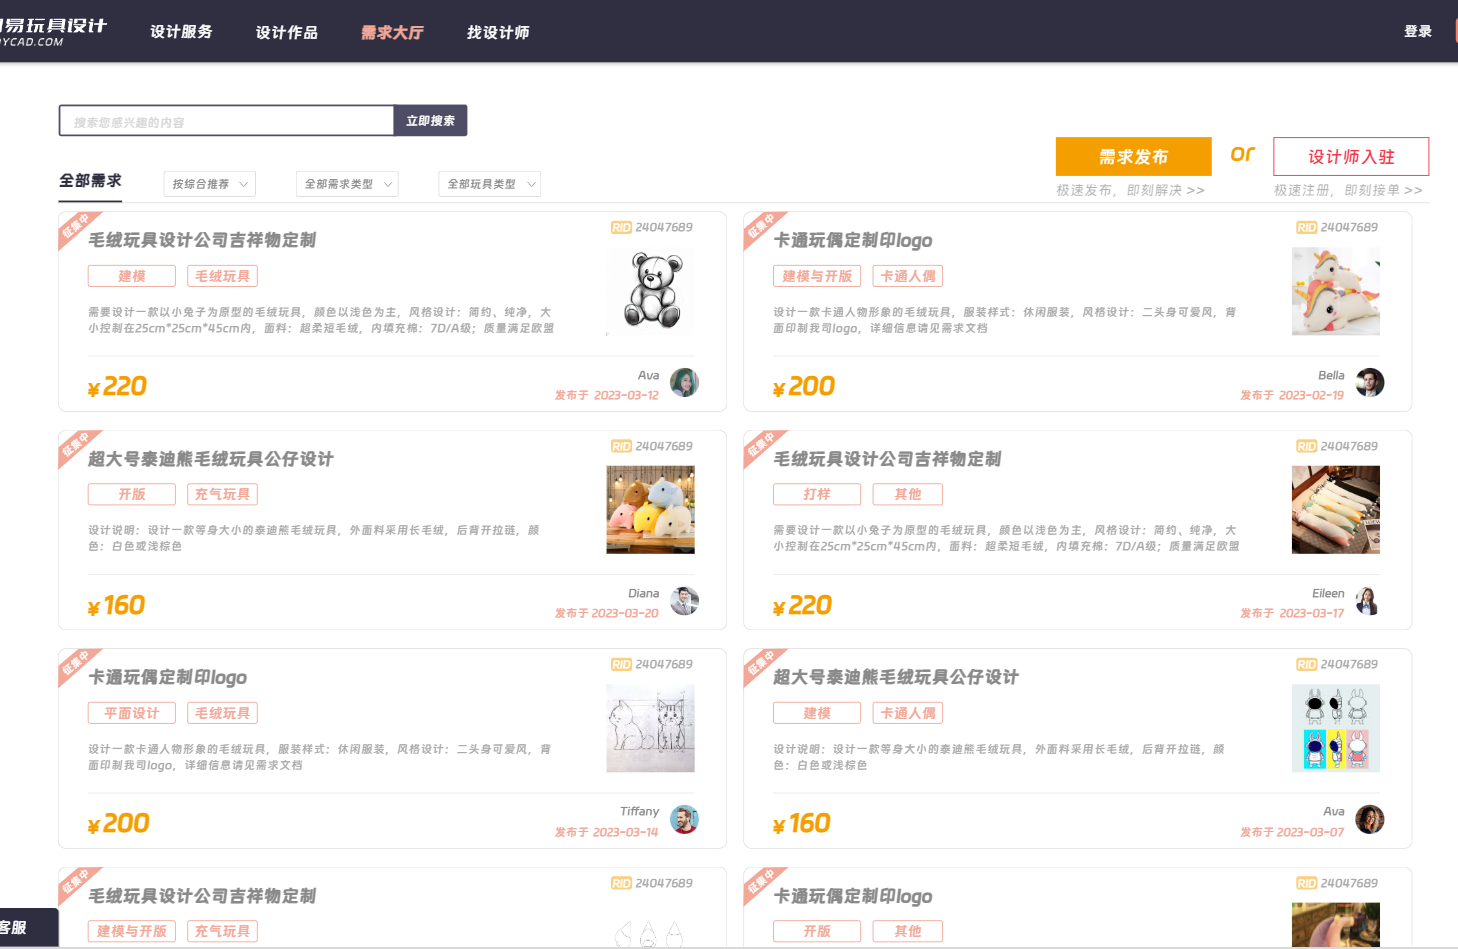 易玩具设计
YCAD.COM
设计服务
设计作品
需求大厅
找设计师
登录
搜索您感兴趣的内容
立即搜索
需求发布
or
设计师入驻
极速发布，即刻解决 >>
极速注册，即刻接单 >>
全部需求
按综合推荐
全部需求类型
全部玩具类型
征集中
毛绒玩具设计公司吉祥物定制
RID 24047689
建模
毛绒玩具
需要设计一款以小兔子为原型的毛绒玩具，颜色以浅色为主，风格设计：简约、纯净，大
小控制在25cm*25cm*45cm内，面料：超柔短毛绒，内填充棉：7D/A级；质量满足欧盟
¥220
Ava
发布于 2023-03-12
征集中
卡通玩偶定制印logo
RID 24047689
建模与开版
卡通人偶
设计一款卡通人物形象的毛绒玩具，服装样式：休闲服装，风格设计：二头身可爱风，背
面印制我司logo，详细信息请见需求文档
¥200
Bella
发布于 2023-02-19
征集中
超大号泰迪熊毛绒玩具公仔设计
RID 24047689
开版
充气玩具
设计说明：设计一款等身大小的泰迪熊毛绒玩具，外面料采用长毛绒，后背开拉链，颜
色：白色或浅棕色
¥160
Diana
发布于 2023-03-20
征集中
毛绒玩具设计公司吉祥物定制
RID 24047689
打样
其他
需要设计一款以小兔子为原型的毛绒玩具，颜色以浅色为主，风格设计：简约、纯净，大
小控制在25cm*25cm*45cm内，面料：超柔短毛绒，内填充棉：7D/A级；质量满足欧盟
¥220
Eileen
发布于 2023-03-17
征集中
卡通玩偶定制印logo
RID 24047689
平面设计
毛绒玩具
设计一款卡通人物形象的毛绒玩具，服装样式：休闲服装，风格设计：二头身可爱风，背
面印制我司logo，详细信息请见需求文档
¥200
Tiffany
发布于 2023-03-14
征集中
超大号泰迪熊毛绒玩具公仔设计
RID 24047689
建模
卡通人偶
设计说明：设计一款等身大小的泰迪熊毛绒玩具，外面料采用长毛绒，后背开拉链，颜
色：白色或浅棕色
¥160
Ava
发布于 2023-03-07
征集中
毛绒玩具设计公司吉祥物定制
RID 24047689
建模与开版
充气玩具
征集中
卡通玩偶定制印logo
RID 24047689
开版
其他
客服